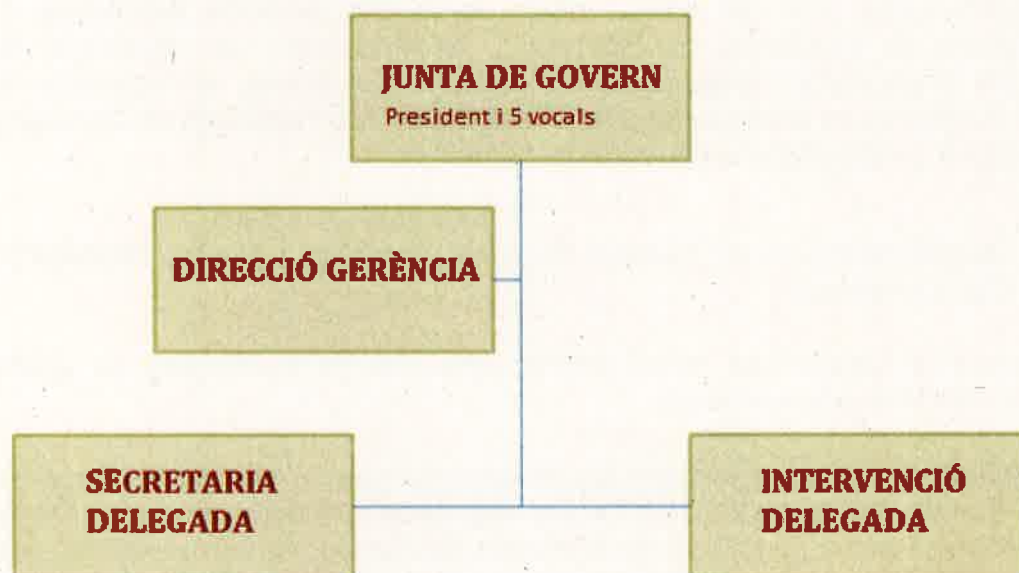 JUNTA DE GOVERN
President i 5 vocals
DIRECCIÓ GERÈNCIA
SECRETARIA
DELEGADA
INTERVENCIÓ
DELEGADA